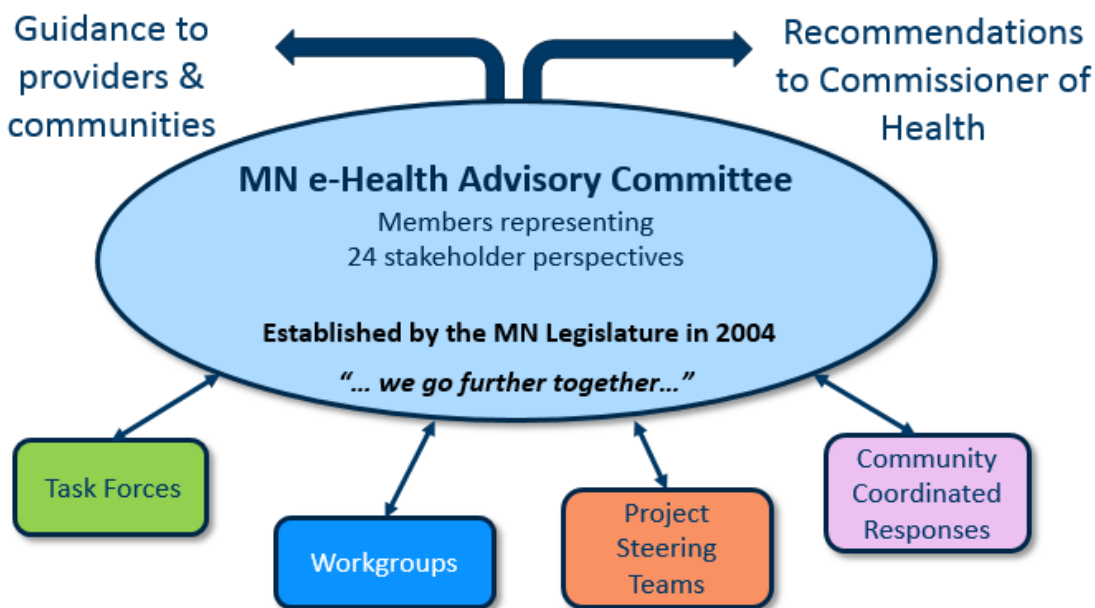 Guidance to
providers &
communities
Recommendations
to Commissioner of
Health
MN e-Health Advisory Committee
Members representing
24 stakeholder perspectives
Established by the MN Legislature in 2004
“... we go further together...”
Task Forces
Workgroups
Project
Steering
Teams
Community
Coordinated
Responses